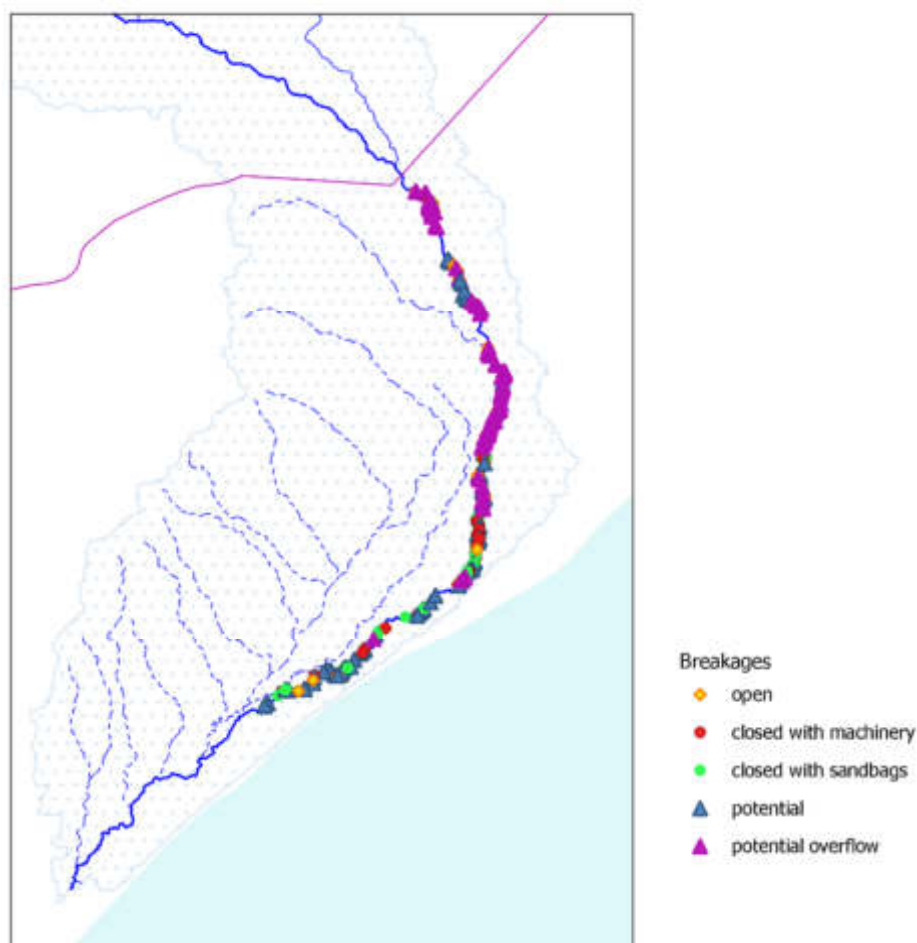 Breakages
open
closed with machinery
closed with sandbags
potential
potential overflow